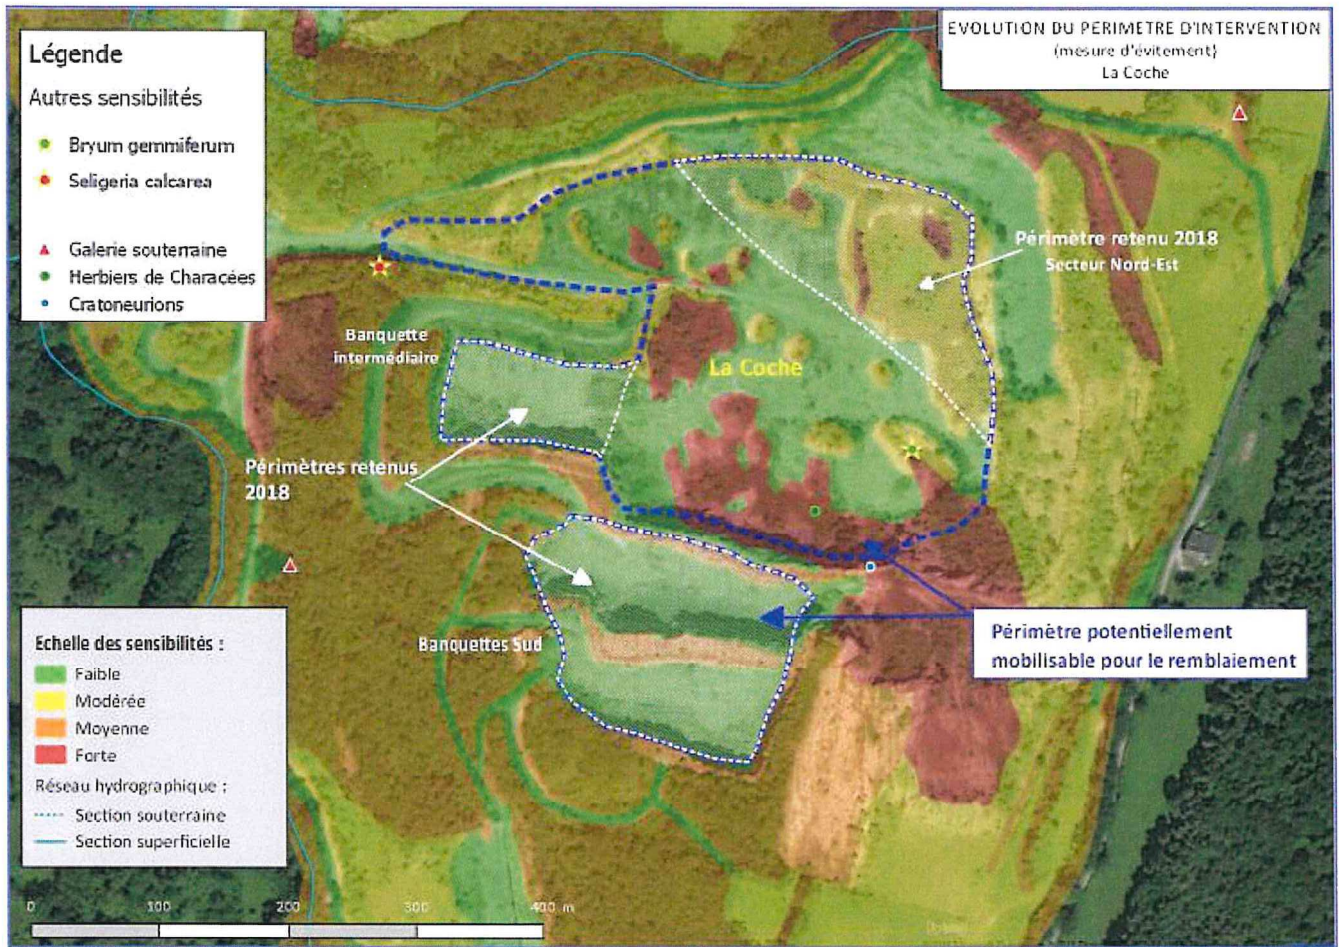 Légende
Autres sensibilités
Bryum gemmiferum
Seligeria calcarea
Galerie souterraine
Herbiers de Characées
Cratoneurions
EVOLUTION DU PERIMETRE D'INTERVENTION
(mesure d'évitement)
La Coche
Périmètre retenu 2018
Secteur Nord-Est
Banquette
intermédiaire
La Coche
Périmètres retenus
2018
Banquettes Sud
Périmètre potentiellement
mobilisable pour le remblaiement
Echelle des sensibilités :
Faible
Modérée
Moyenne
Forte
Réseau hydrographique :
Section souterraine
Section superficielle
0 100 200 300 400 m